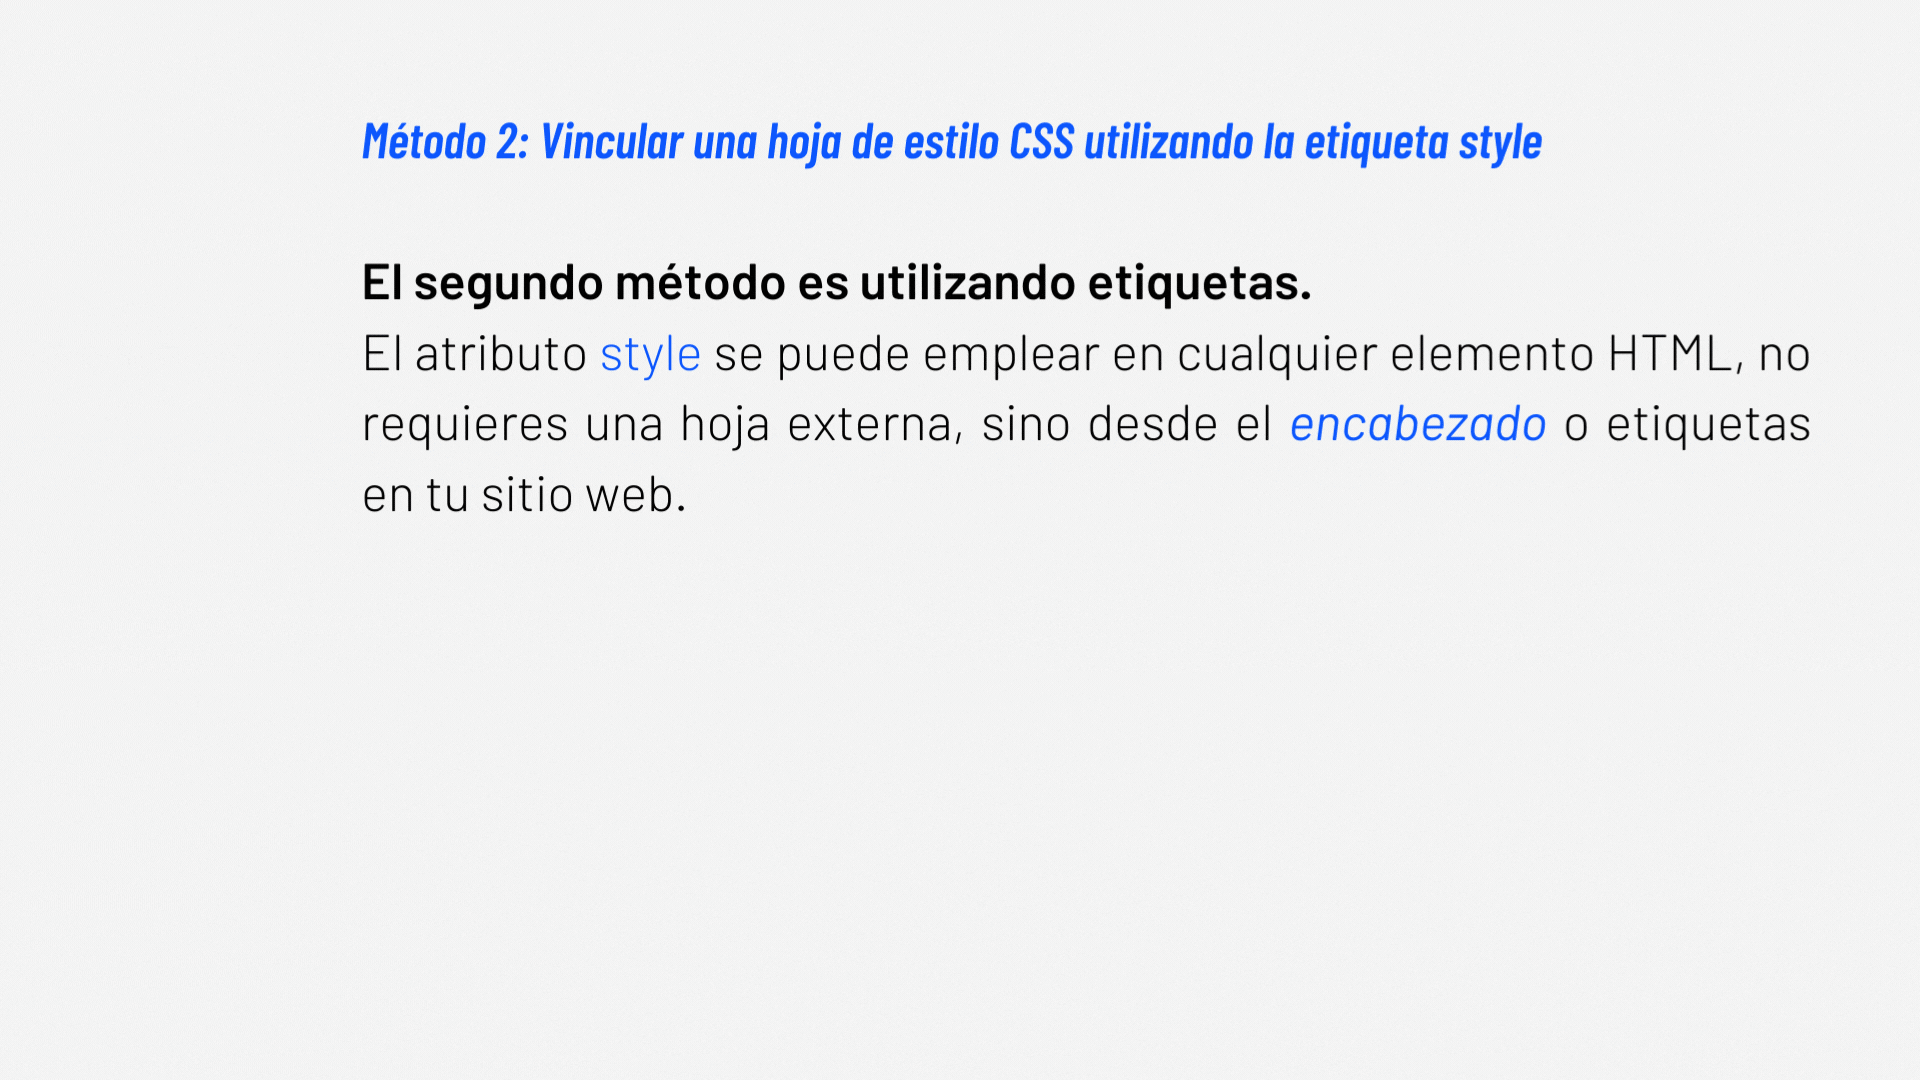 Método 2: Vincular una hoja de estilo CSS utilizando la etiqueta style
El segundo método es utilizando etiquetas.
El atributo style se puede emplear en cualquier elemento HTML, no
requieres una hoja externa, sino desde el encabezado o etiquetas
en tu sitio web.